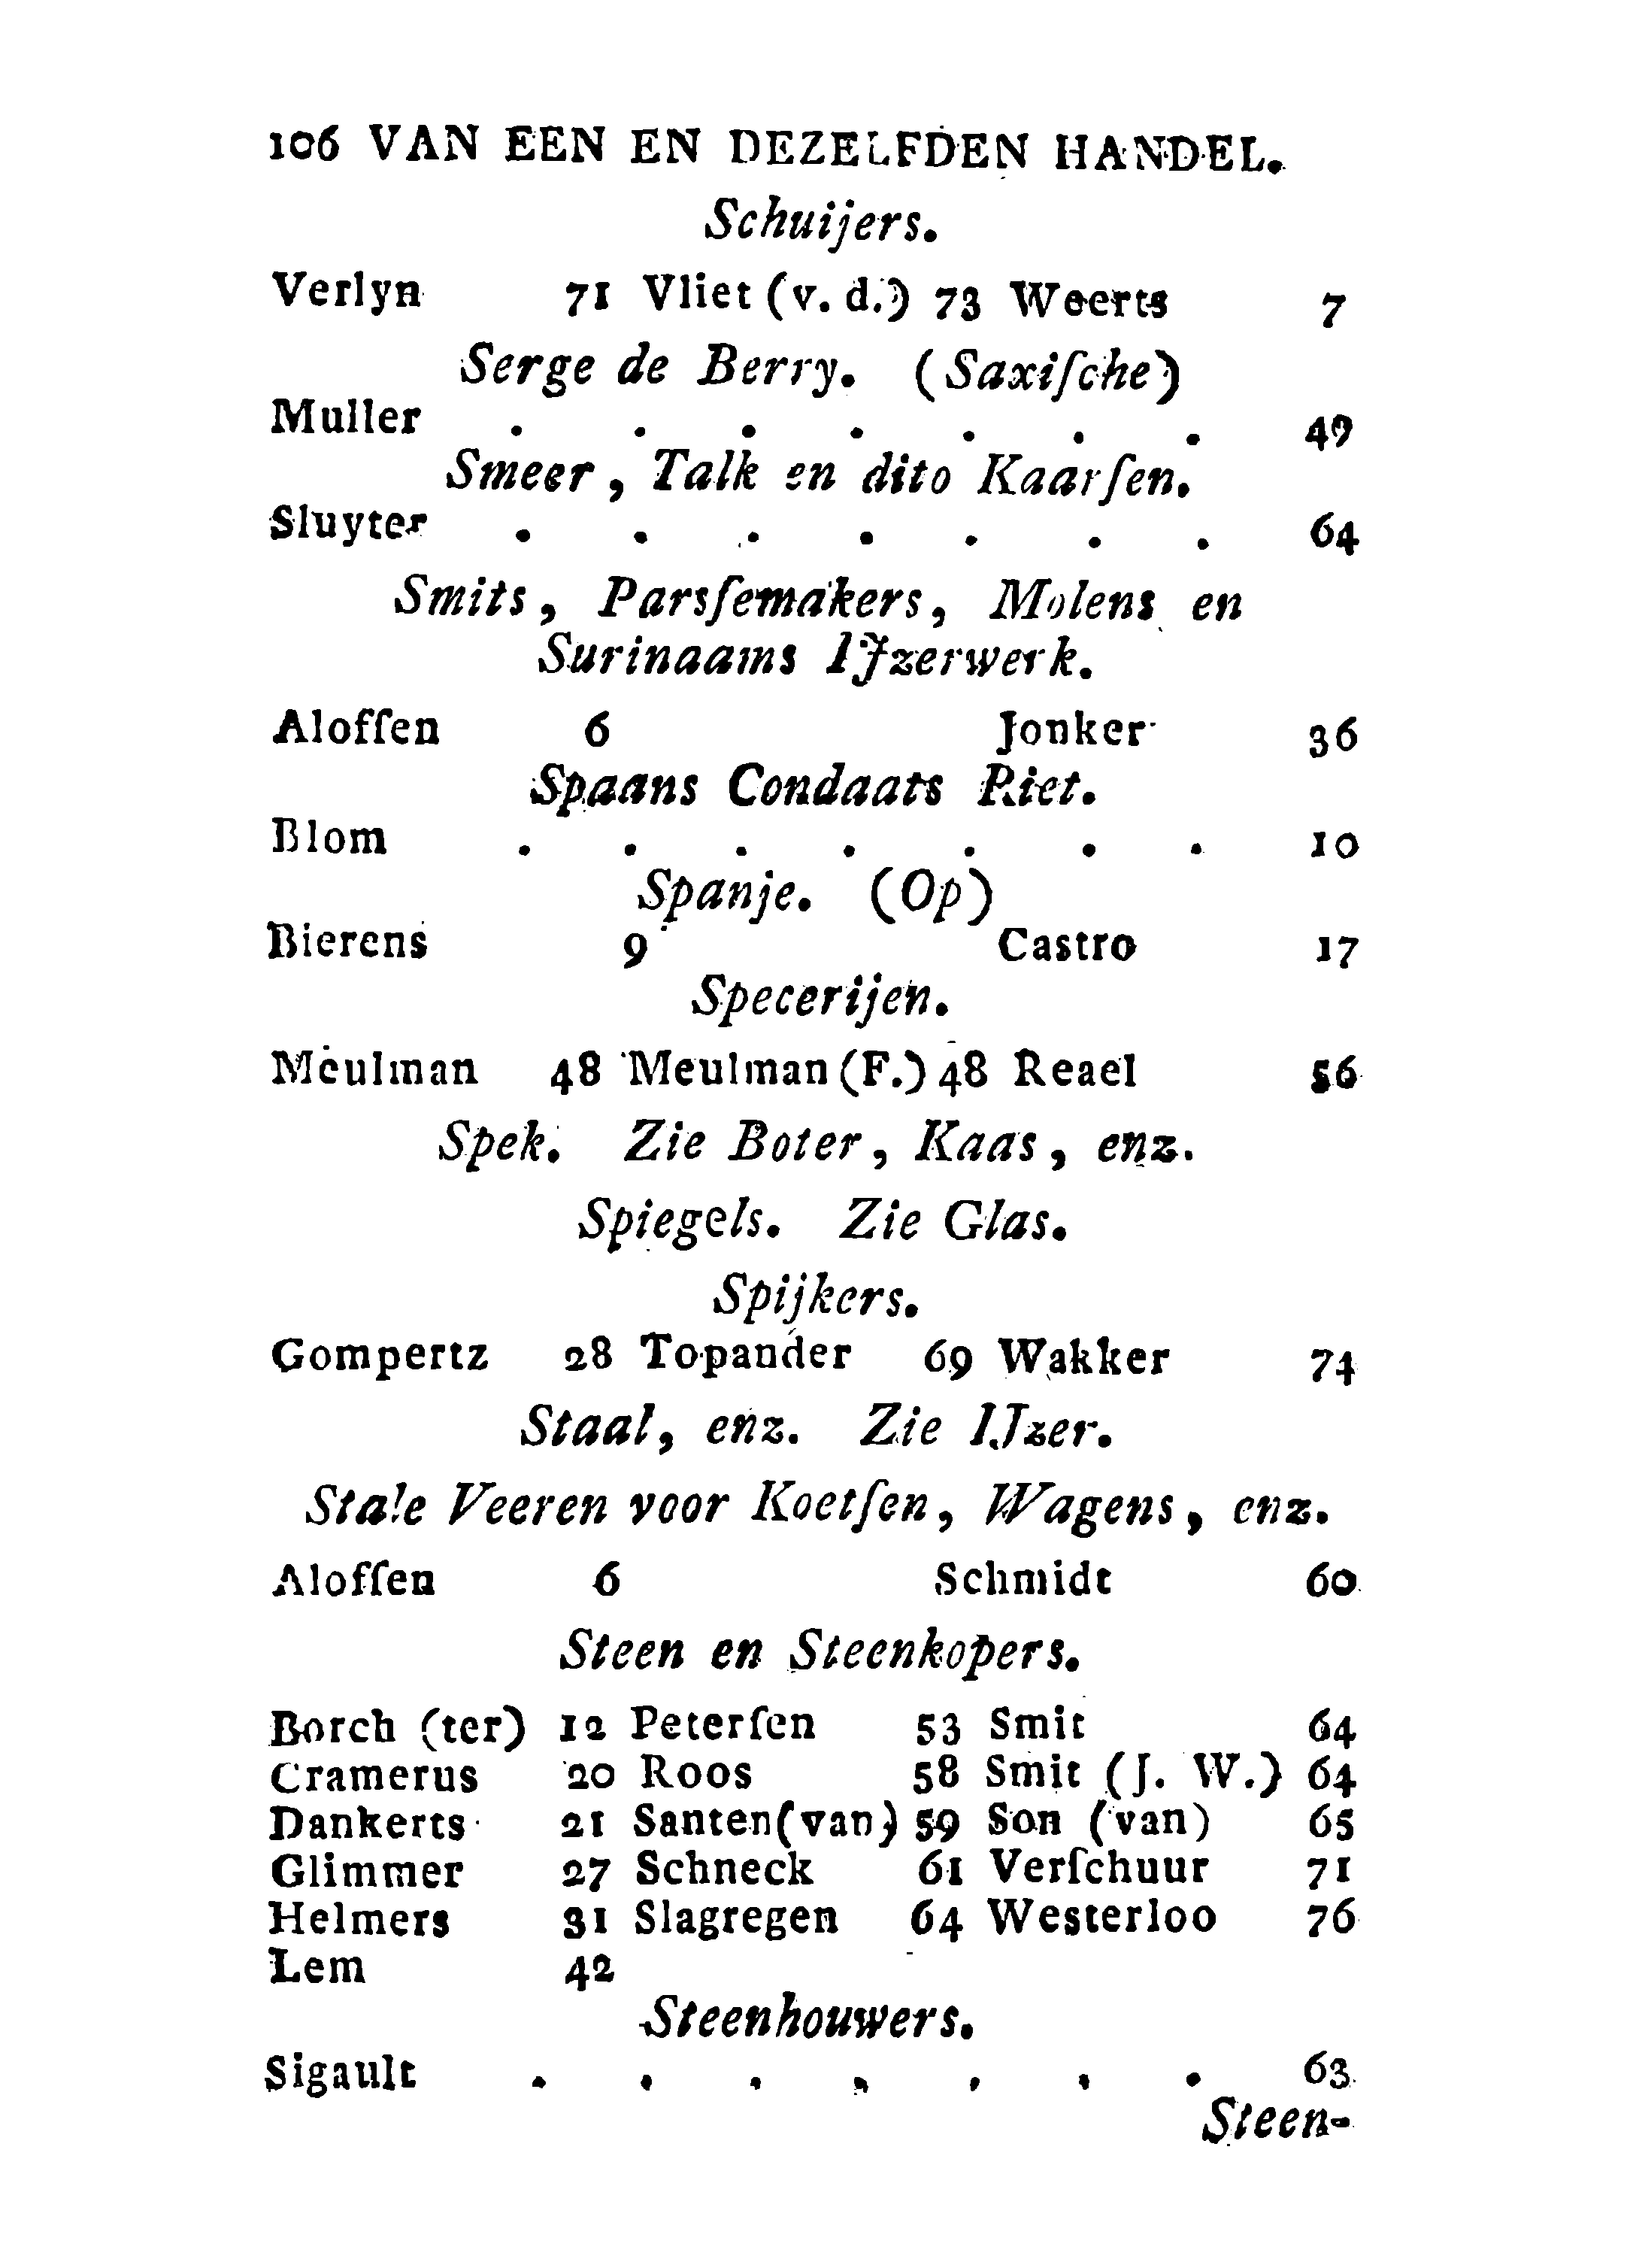 106 VAN EEN EN DEZELFDEN HANDEL.
Schuijers.
Verlyn 71 Vliet (v. d.) 73 Weerts 7
Serge de Berry. (Saxiſche)
Muller . . . . . . . 49
Smeer, Talk en dito Kaarſen.
Sluyter . . . . . . . 64
Smits, Parsſemakers, Molens en
Surinaams IJzerwerk.
Aloſſen 6 Jonker 36
Spaans Condaats Riet.
Blom . . . . . . . 10
Spanje. (Op)
Bierens 9 Castro 17
Specerijen.
Meulman 48 Meulman (F.) 48 Reael 56
Spek. Zie Boter, Kaas, enz.
Spiegels. Zie Glas.
Spijkers.
Gompertz 28 Topander 69 Wakker 74
Staal, enz. Zie IJzer.
Stale Veeren voor Koetſen, Wagens, enz.
Aloſſen 6 Schmidt 60
Steen en Steenkopers.
Borch (ter) 12 Peterſen 53 Smit 64
Cramerus 20 Roos 58 Smit (J. W.) 64
Dankerts 21 Santen (van) 59 Son (van) 65
Glimmer 27 Schneck 61 Verſchuur 71
Helmers 31 Slagregen 64 Westerloo 76
Lem 42
Steenhouwers.
Sigault . . . . . . . 63
Steen-